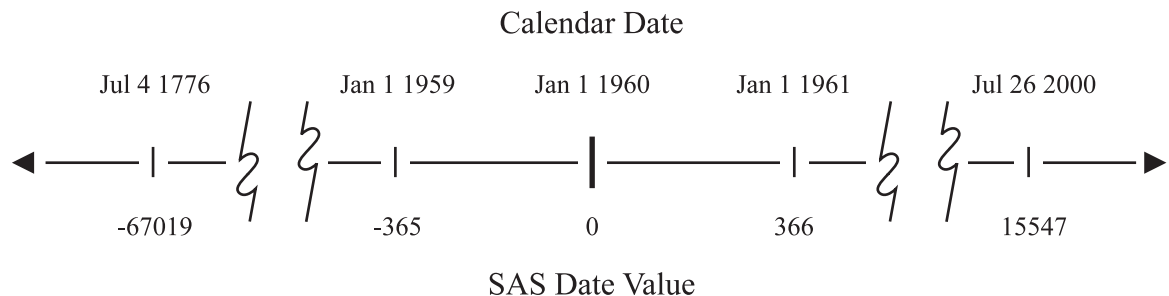 Calendar Date
Jul 4 1776 Jan 1 1959 Jan 1 1960 Jan 1 1961 Jul 26 2000
-67019 -365 0 366 15547
SAS Date Value